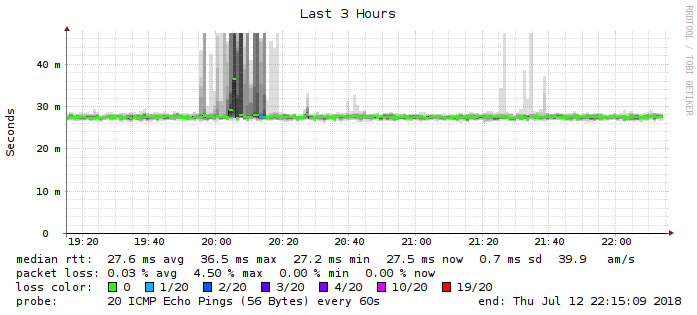 Last 3 Hours
RRDTOOL / TOBI OETIKER
Seconds
40 m
30 m
20 m
10 m
0
19:20 19:40 20:00 20:20 20:40 21:00 21:20 21:40 22:00
median rtt: 27.6 ms avg 36.5 ms max 27.2 ms min 27.5 ms now 0.7 ms sd 39.9 am/s
packet loss: 0.03 % avg 4.50 % max 0.00 % min 0.00 % now
loss color: 0 1/20 2/20 3/20 4/20 10/20 19/20
probe: 20 ICMP Echo Pings (56 Bytes) every 60s end: Thu Jul 12 22:15:09 2018